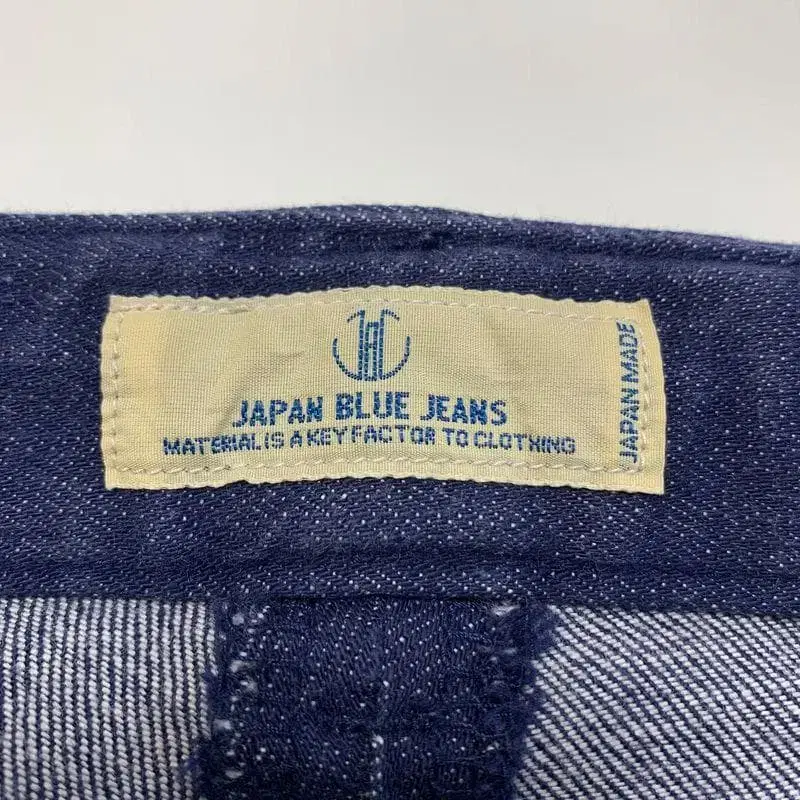 JAPAN BLUE JEANS
MATERIAL IS A KEY FACTOR TO CLOTHING
JAPAN MADE